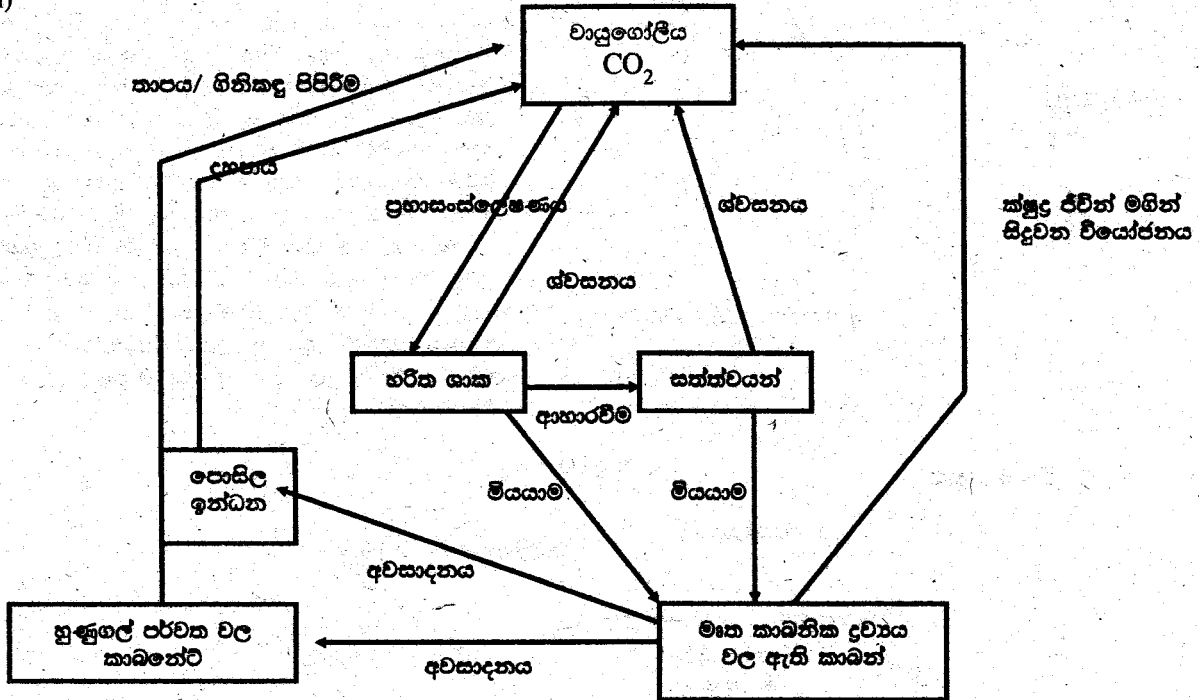 වායුගෝලීය
CO₂
තාපය/ ගිනිකඳු පිපිරීම
දහනය
ප්‍රභාසංස්ලේෂණය
ශ්වසනය
ක්ෂුද්‍ර ජීවින් මගින්
සිදුවන වියෝජනය
ශ්වසනය
හරිත ශාක
සත්ත්වයන්
ආහාරවීම
පොසිල
ඉන්ධන
මියයාම
මියයාම
අවසාදනය
හුණුගල් පර්වත වල
කාබනේට්
මෘත කාබනික ද්‍රව්‍යය
වල ඇති කාබන්
අවසාදනය